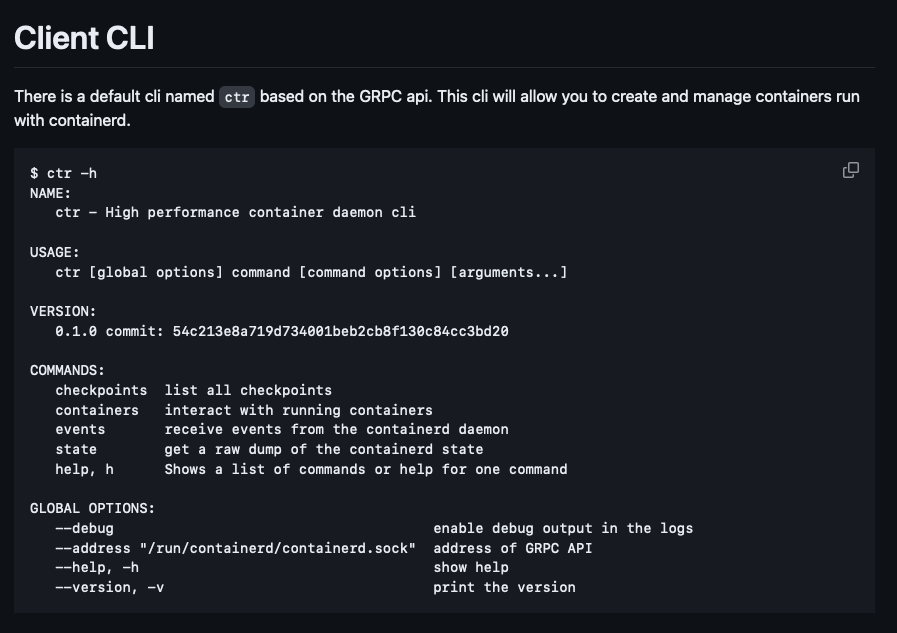 Client CLI
There is a default cli named ctr based on the GRPC api. This cli will allow you to create and manage containers run
with containerd.
$ ctr -h
NAME:
   ctr - High performance container daemon cli

USAGE:
   ctr [global options] command [command options] [arguments...]

VERSION:
   0.1.0 commit: 54c213e8a719d734001beb2cb8f130c84cc3bd20

COMMANDS:
   checkpoints  list all checkpoints
   containers   interact with running containers
   events       receive events from the containerd daemon
   state        get a raw dump of the containerd state
   help, h      Shows a list of commands or help for one command

GLOBAL OPTIONS:
   --debug                                      enable debug output in the logs
   --address "/run/containerd/containerd.sock"  address of GRPC API
   --help, -h                                   show help
   --version, -v                                print the version